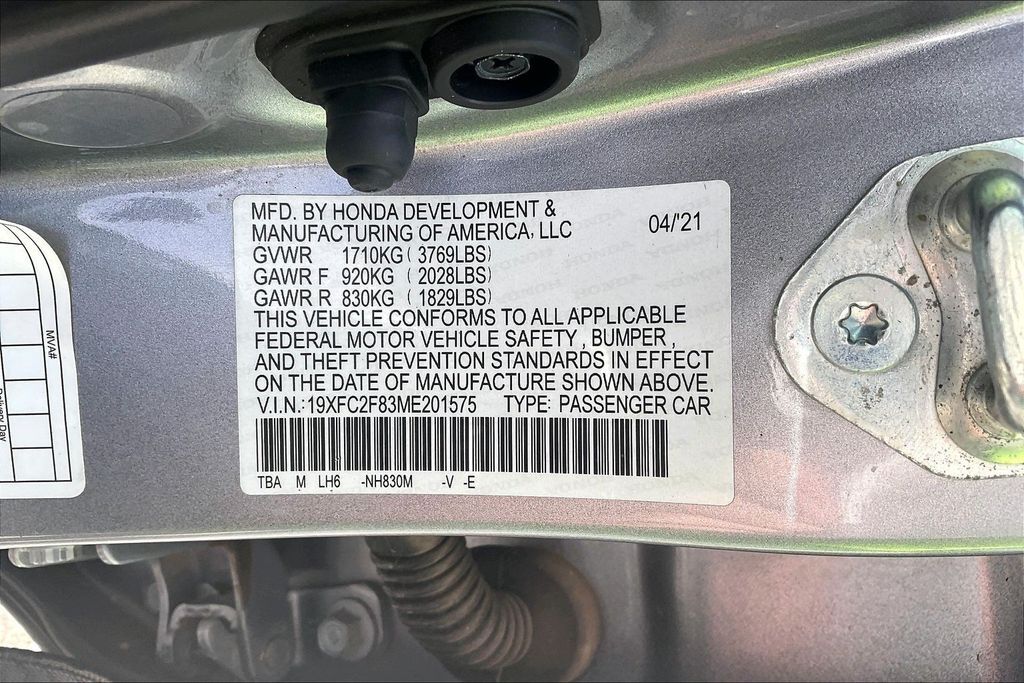 MFD. BY HONDA DEVELOPMENT &
MANUFACTURING OF AMERICA, LLC 04/'21
GVWR 1710KG ( 3769LBS)
GAWR F 920KG ( 2028LBS)
GAWR R 830KG ( 1829LBS)
THIS VEHICLE CONFORMS TO ALL APPLICABLE
FEDERAL MOTOR VEHICLE SAFETY , BUMPER ,
AND THEFT PREVENTION STANDARDS IN EFFECT
ON THE DATE OF MANUFACTURE SHOWN ABOVE.
V.I.N.:19XFC2F83ME201575 TYPE: PASSENGER CAR
TBA M LH6 -NH830M -V -E
MVA#
Delivery Day